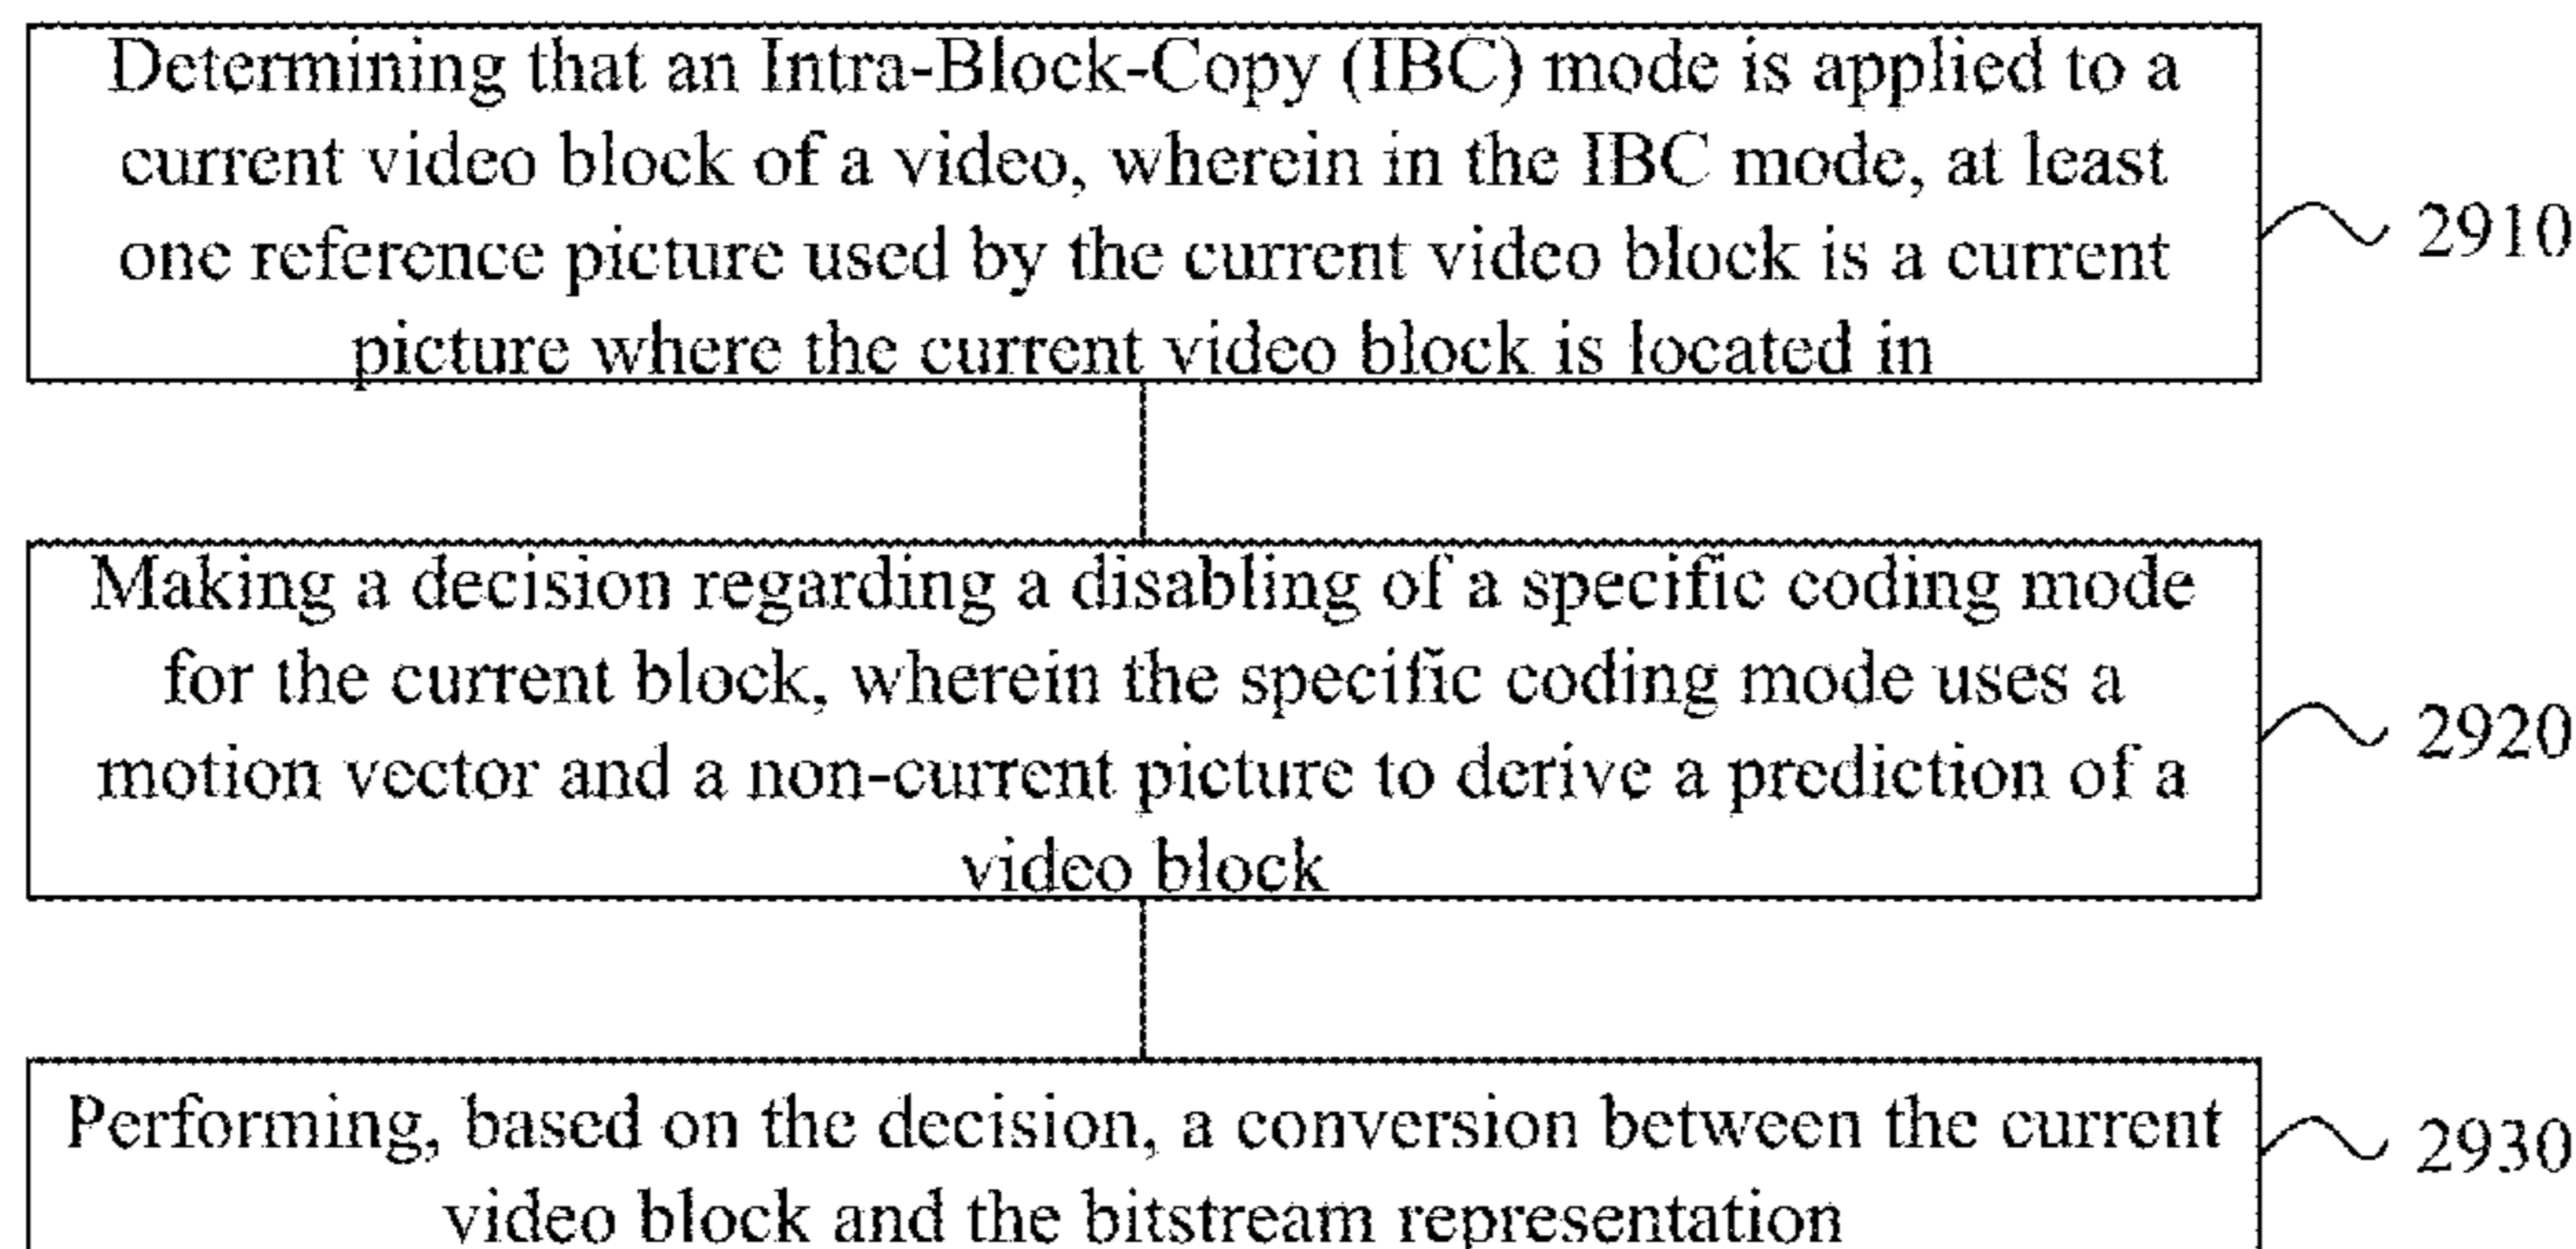 Determining that an Intra-Block-Copy (IBC) mode is applied to a
current video block of a video, wherein in the IBC mode, at least
one reference picture used by the current video block is a current
picture where the current video block is located in
2910
Making a decision regarding a disabling of a specific coding mode
for the current block, wherein the specific coding mode uses a
motion vector and a non-current picture to derive a prediction of a
video block
2920
Performing, based on the decision, a conversion between the current
video block and the bitstream representation
2930